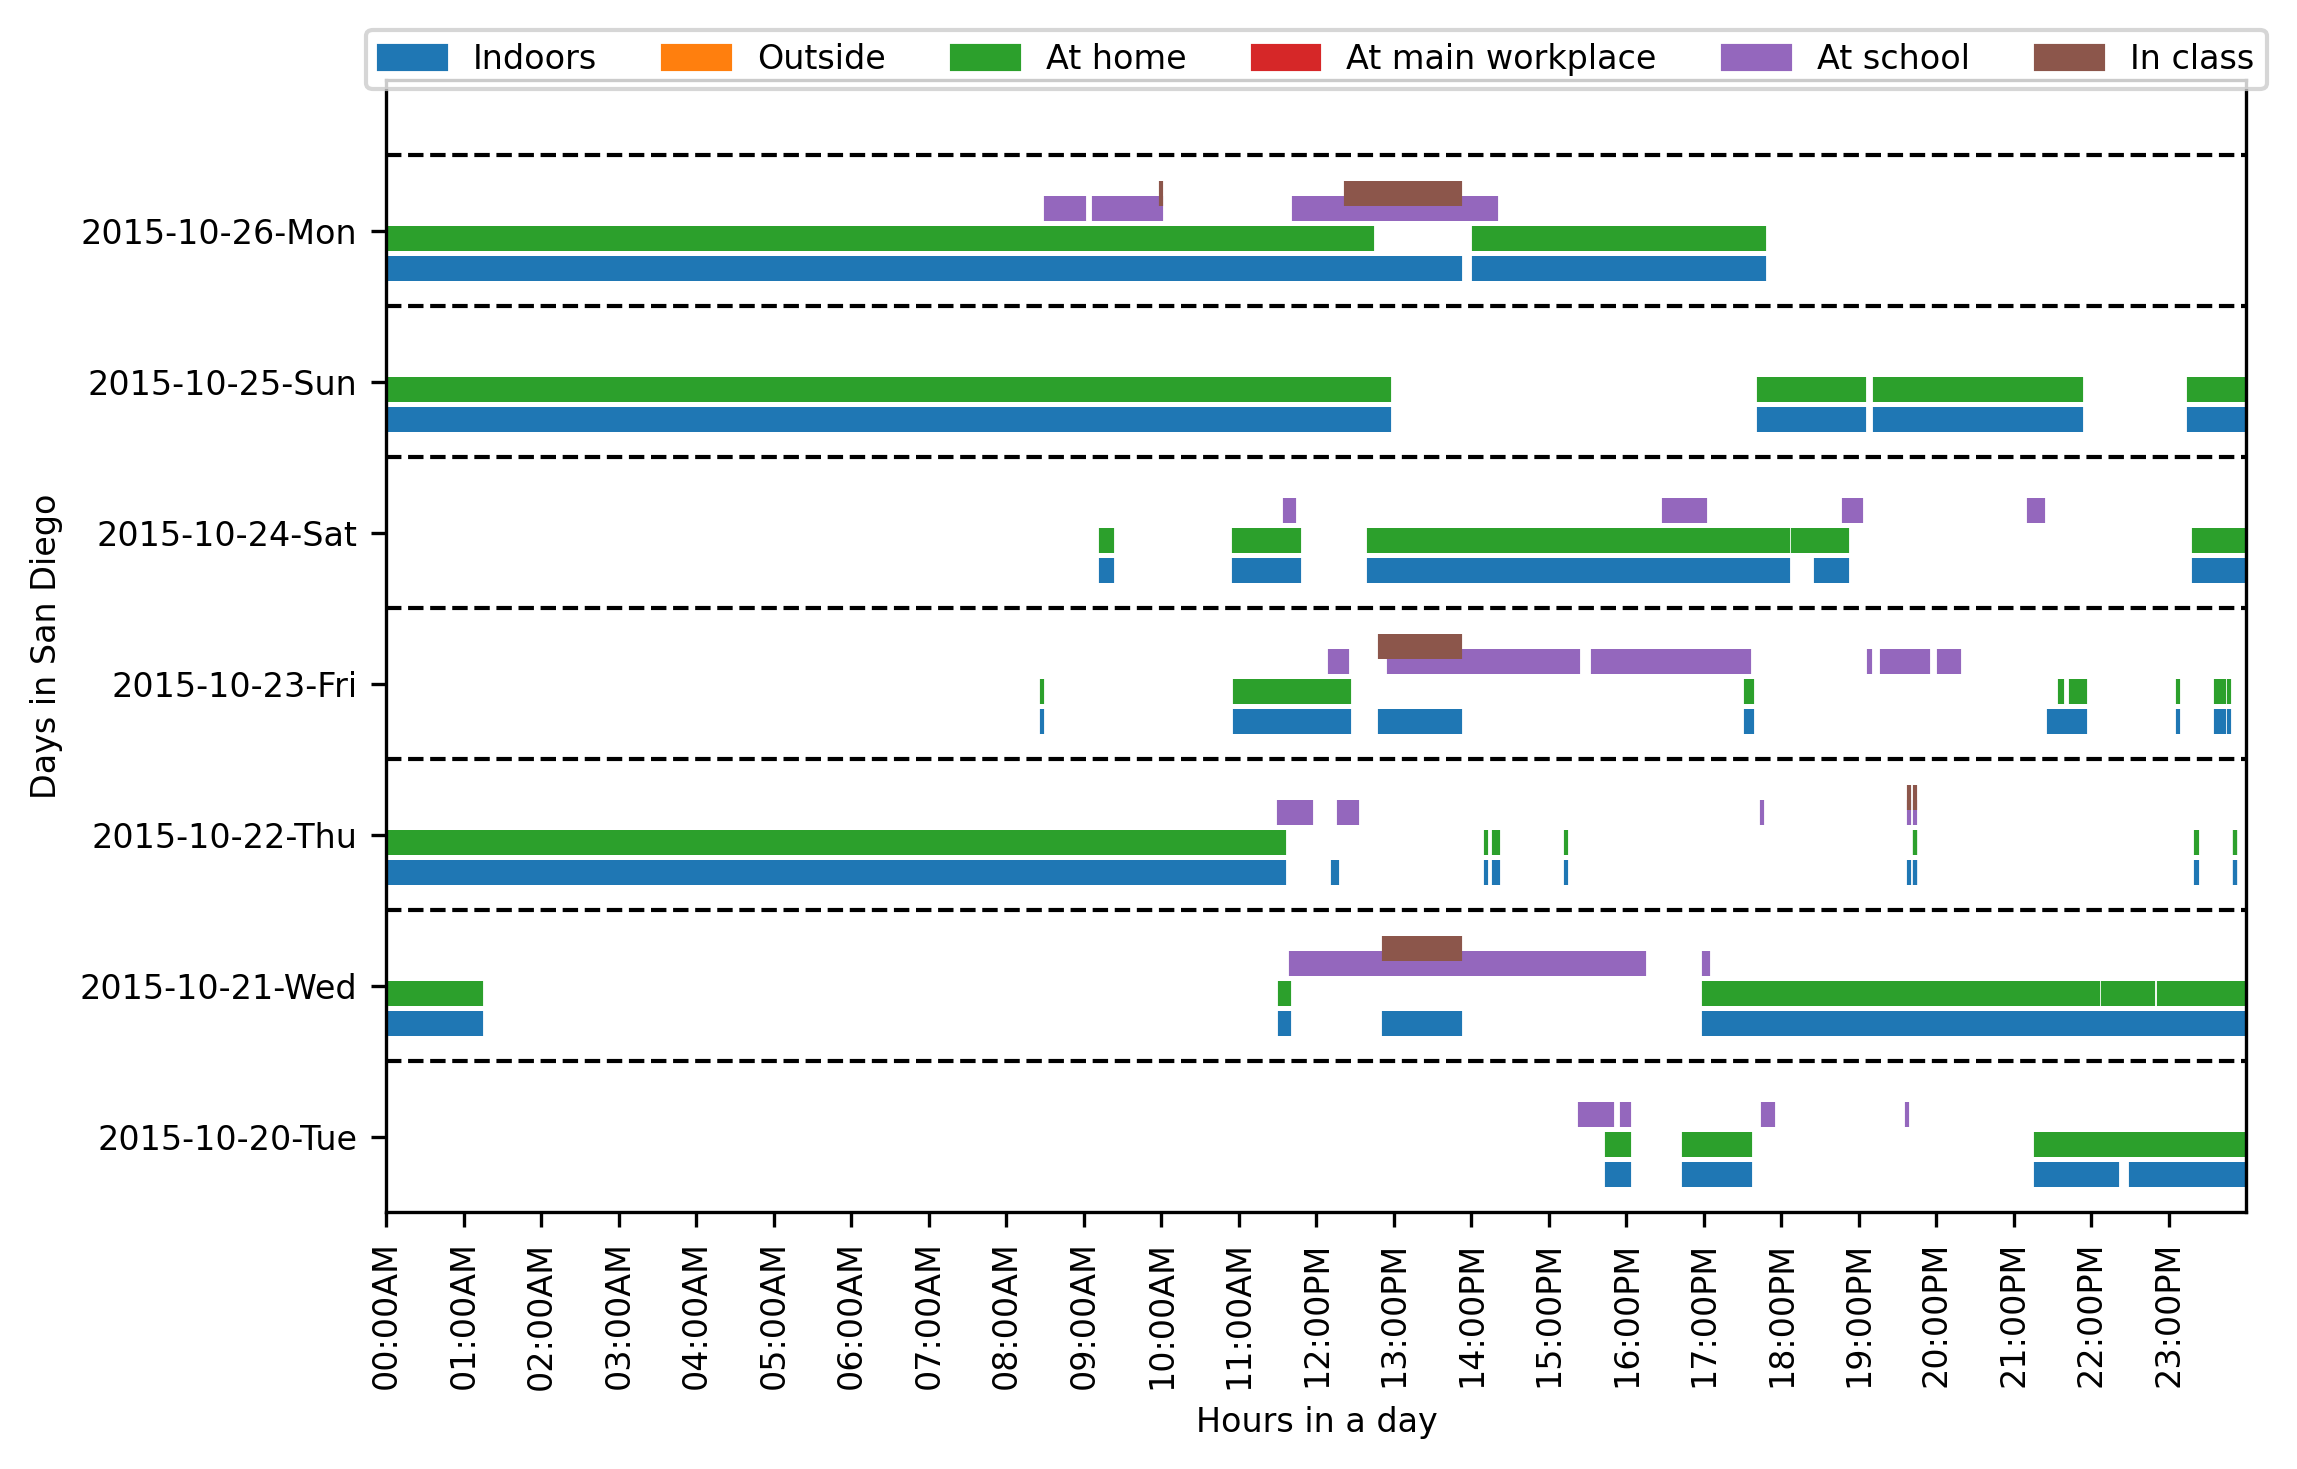 Indoors Outside At home At main workplace At school In class
Days in San Diego
2015-10-26-Mon
2015-10-25-Sun
2015-10-24-Sat
2015-10-23-Fri
2015-10-22-Thu
2015-10-21-Wed
2015-10-20-Tue
00:00AM
01:00AM
02:00AM
03:00AM
04:00AM
05:00AM
06:00AM
07:00AM
08:00AM
09:00AM
10:00AM
11:00AM
12:00PM
13:00PM
14:00PM
15:00PM
16:00PM
17:00PM
18:00PM
19:00PM
20:00PM
21:00PM
22:00PM
23:00PM
Hours in a day